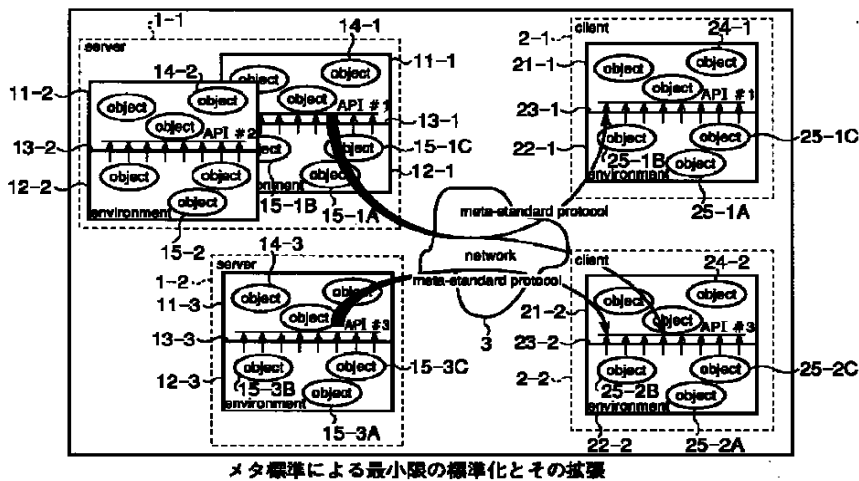 1-1
server
14-1
11-1
object
object
object
API #1
13-1
15-1C
object
object
12-1
15-1B
15-1A
11-2
14-2
object
object
object
API #2
13-2
12-2
object
object
object
environment
15-2
2-1
client
24-1
21-1
object
object
object
API #1
23-1
22-1
object
object
object
25-1B
25-1C
environment
25-1A
meta-standard protocol
network
meta-standard protocol
3
14-3
server
1-2
11-3
object
object
object
API #3
13-3
12-3
object
object
object
15-3B
15-3C
environment
15-3A
client
24-2
21-2
object
object
object
API #3
23-2
2-2
object
object
object
25-2B
25-2C
environment
22-2
25-2A
メタ標準による最小限の標準化とその拡張